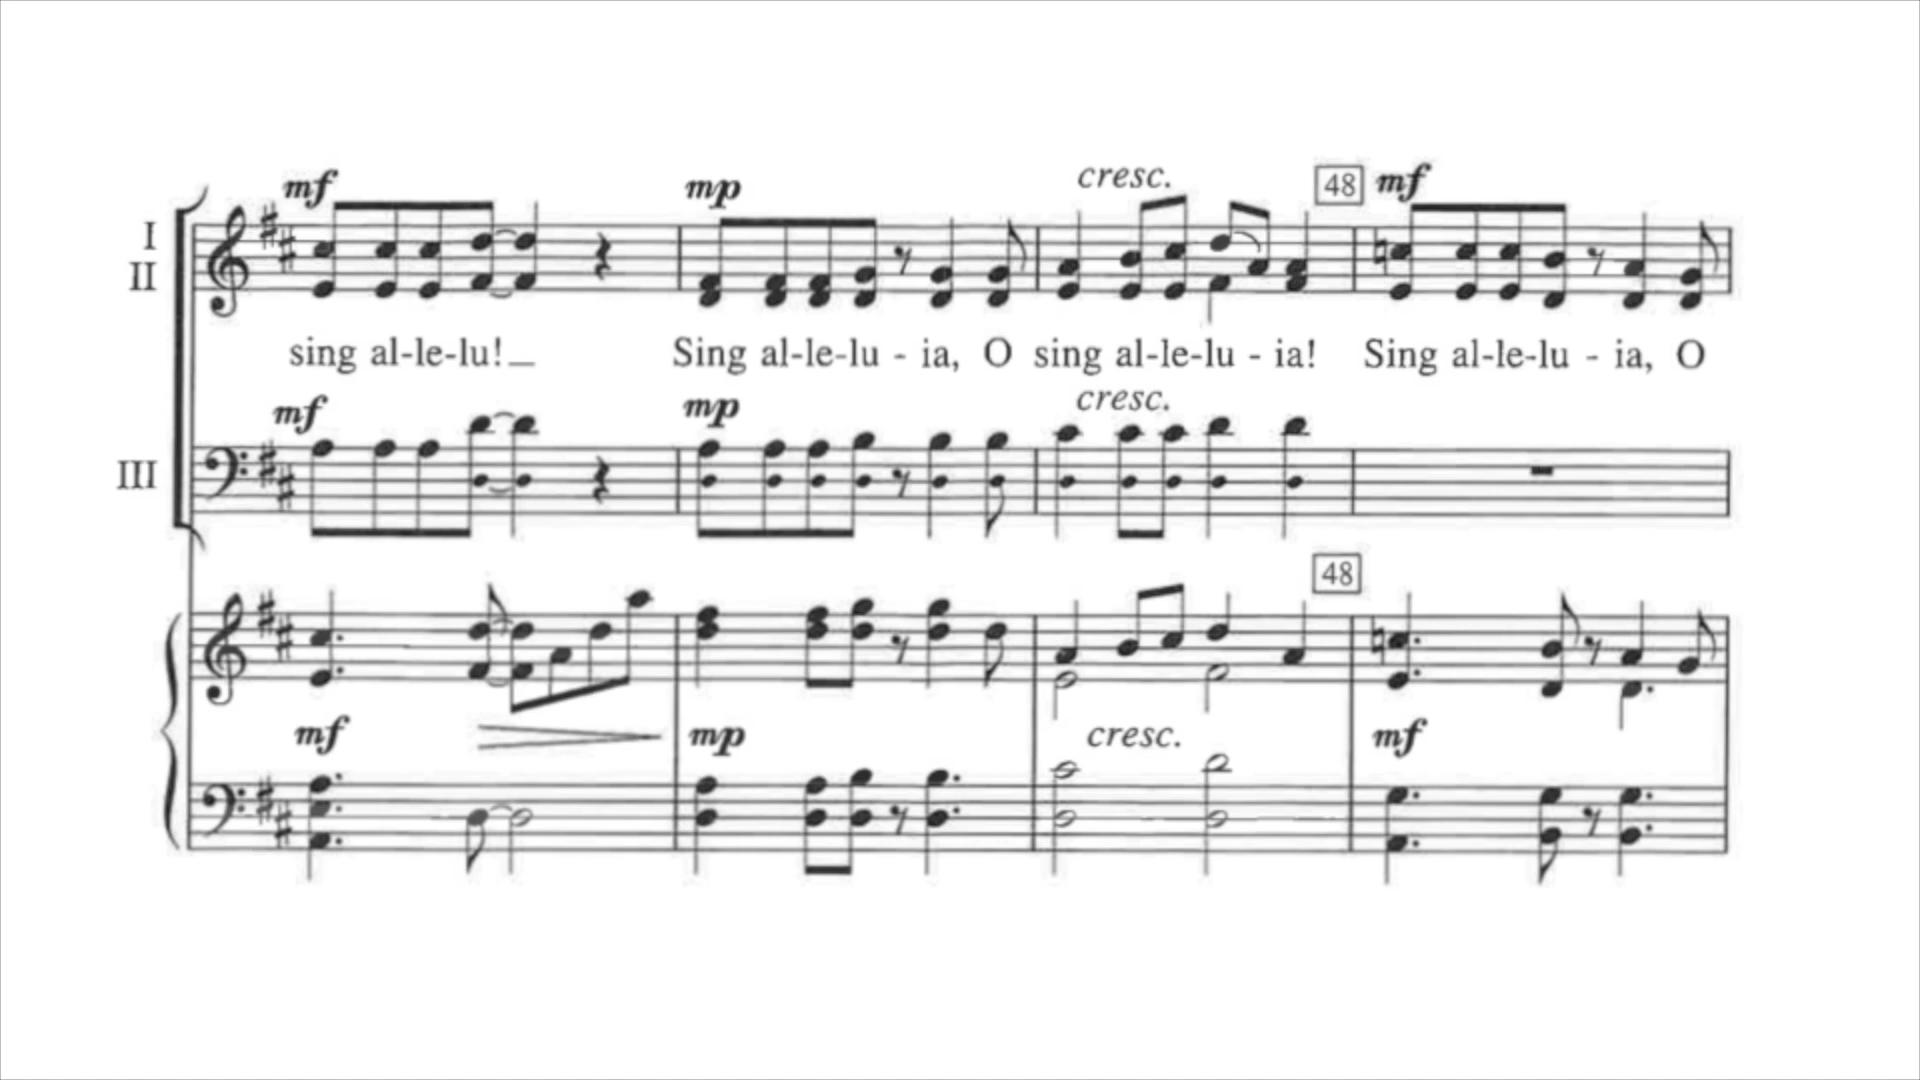 mf mp cresc. 48 mf
I
II
sing al-le-lu! Sing al-le-lu - ia, O sing al-le-lu - ia! Sing al-le-lu - ia, O
mf mp cresc.
III
48
mf mp cresc. mf